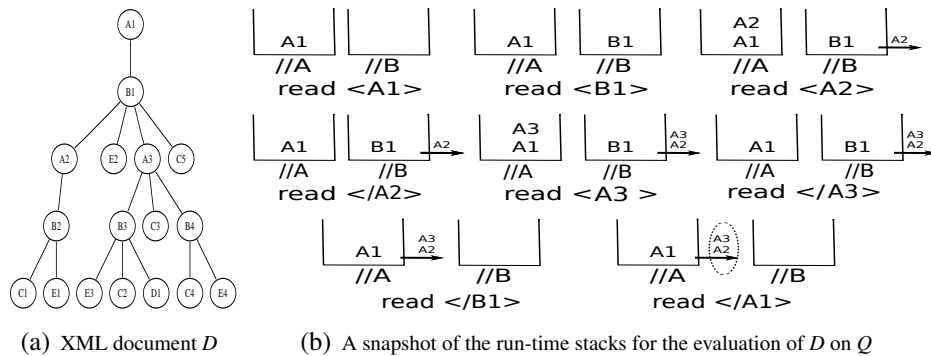 A1
B1
A2 E2 A3 C5
B2 B3 C3 B4
C1 E1 E3 C2 D1 C4 E4
(a) XML document D
A1
//A //B
read <A1>
A1 B1
//A //B
read <B1>
A2
A1 B1 A2
//A //B
read <A2>
A1 B1 A2
//A //B
read </A2>
A3
A1 B1 A3
A2
//A //B
read <A3 >
A1 B1 A3
A2
//A //B
read </A3>
A1 A3
A2
//A //B
read </B1>
A1 A3
A2
//A //B
read </A1>
(b) A snapshot of the run-time stacks for the evaluation of D on Q